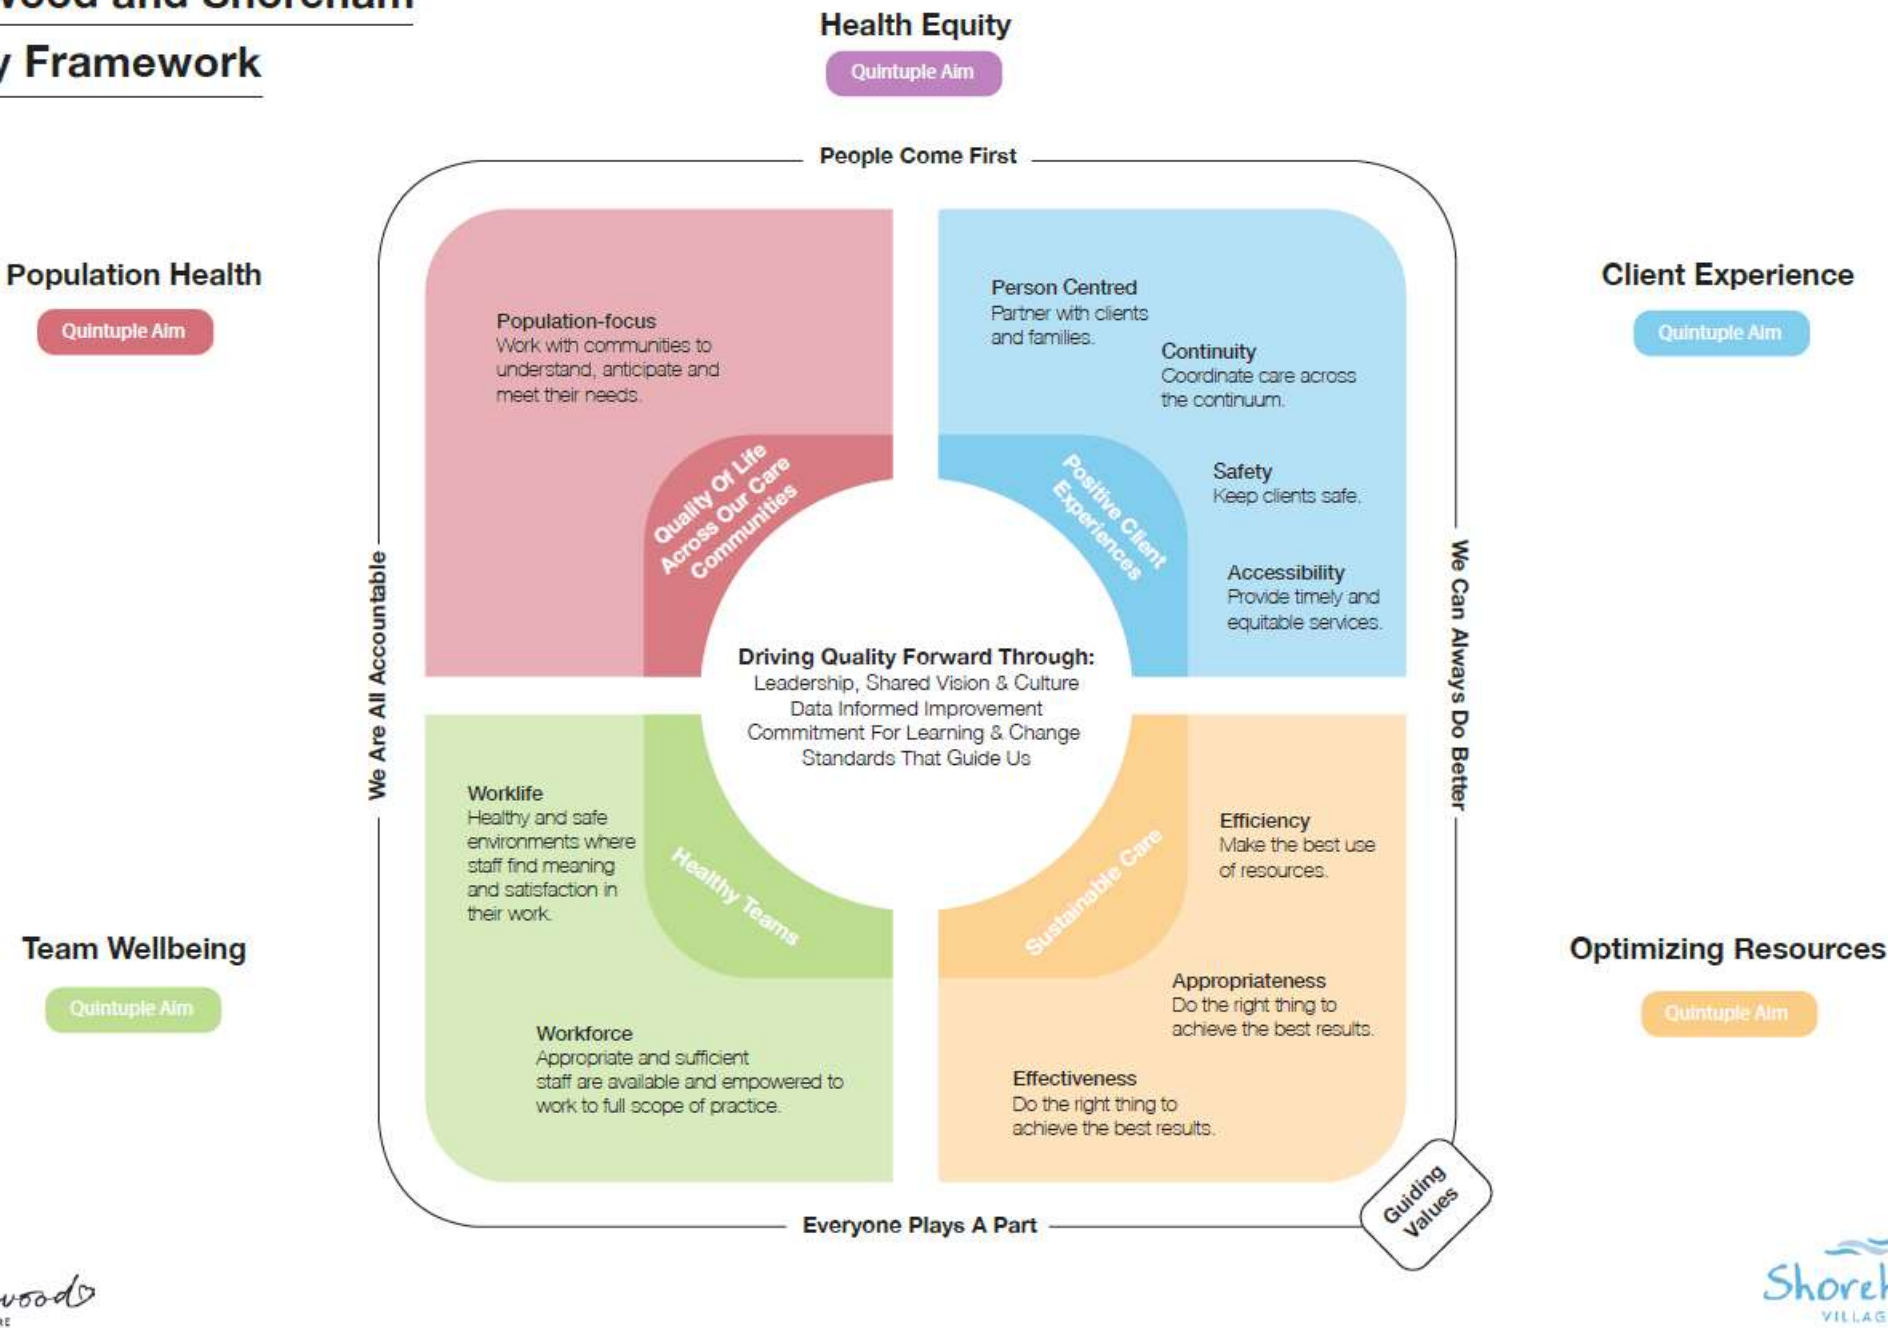 and Shoreham
Framework
Health Equity
Quintuple Aim
People Come First
Population Health
Quintuple Aim
Client Experience
Quintuple Aim
Population-focus
Work with communities to
understand, anticipate and
meet their needs.
Quality Of Life
Across Our Care
Communities
Person Centred
Partner with clients
and families.
Continuity
Coordinate care across
the continuum.
Safety
Keep clients safe.
Accessibility
Provide timely and
equitable services.
Positive Client
Experiences
We Are All Accountable
We Can Always Do Better
Driving Quality Forward Through:
Leadership, Shared Vision & Culture
Data Informed Improvement
Commitment For Learning & Change
Standards That Guide Us
Worklife
Healthy and safe
environments where
staff find meaning
and satisfaction in
their work.
Healthy Teams
Workforce
Appropriate and sufficient
staff are available and empowered to
work to full scope of practice.
Sustainable Care
Efficiency
Make the best use
of resources.
Appropriateness
Do the right thing to
achieve the best results.
Effectiveness
Do the right thing to
achieve the best results.
Team Wellbeing
Quintuple Aim
Optimizing Resources
Quintuple Aim
Everyone Plays A Part
Guiding
Values